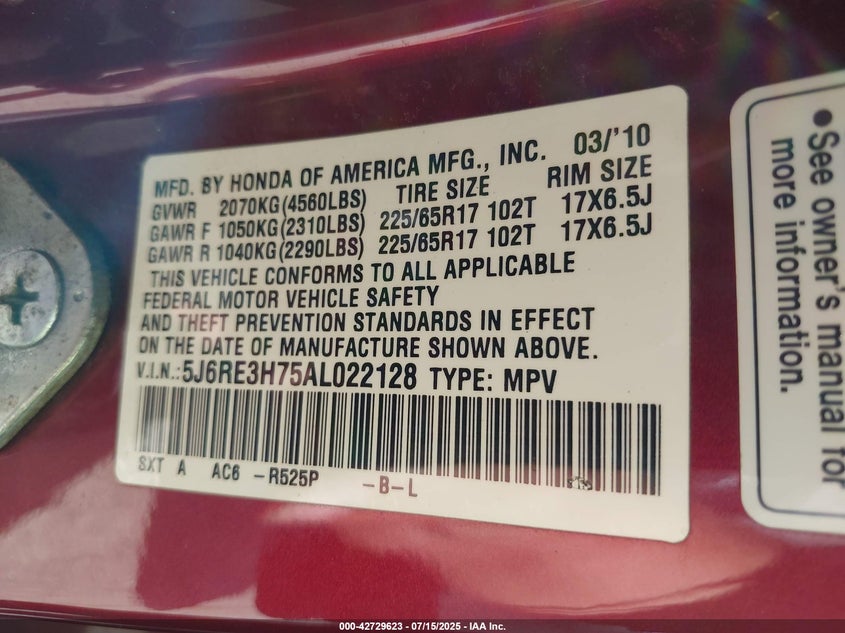 MFD. BY HONDA OF AMERICA MFG., INC. 03/'10
GVWR 2070KG(4560LBS) TIRE SIZE RIM SIZE
GAWR F 1050KG(2310LBS) 225/65R17 102T 17X6.5J
GAWR R 1040KG(2290LBS) 225/65R17 102T 17X6.5J
THIS VEHICLE CONFORMS TO ALL APPLICABLE
FEDERAL MOTOR VEHICLE SAFETY
AND THEFT PREVENTION STANDARDS IN EFFECT
ON THE DATE OF MANUFACTURE SHOWN ABOVE.
V.I.N.:5J6RE3H75AL022128 TYPE: MPV
SXT A AC6 -R525P -B-L
•See owner's manual for
more information.
000-42729623 - 07/15/2025 - IAA Inc.